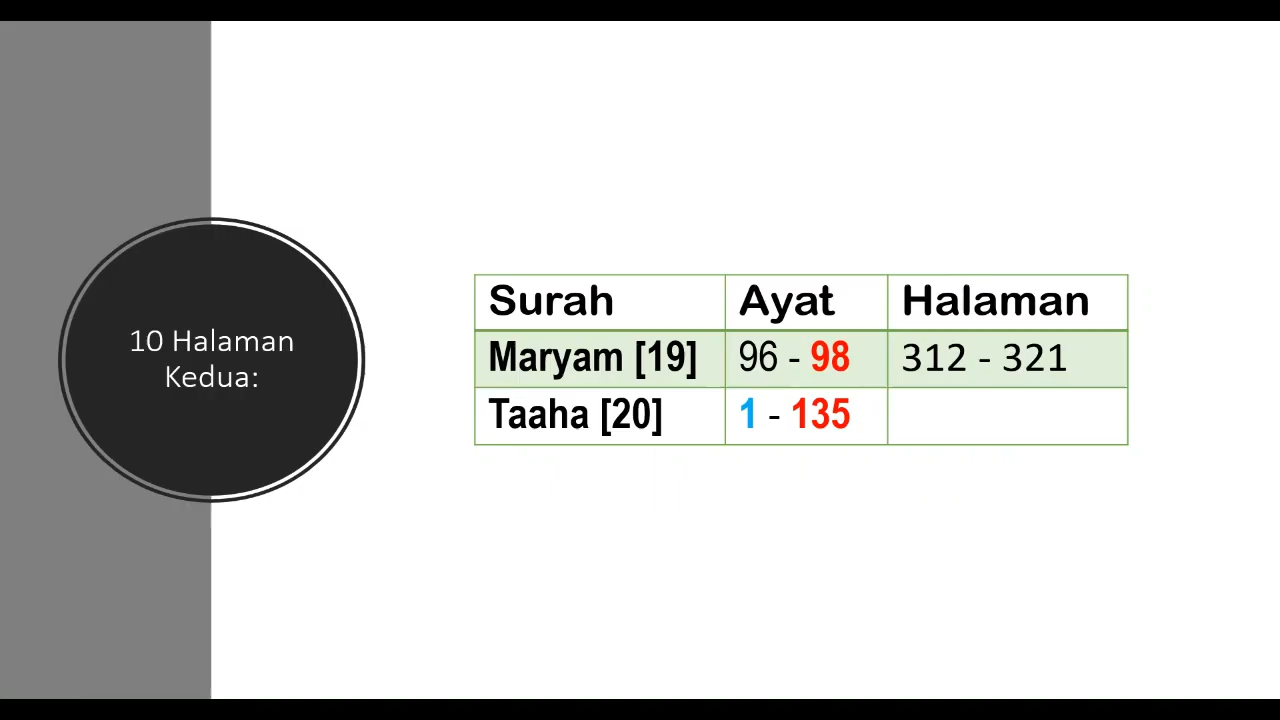 10 Halaman
Kedua:
Surah Ayat Halaman
Maryam [19] 96 - 98 312 - 321
Taaha [20] 1 - 135